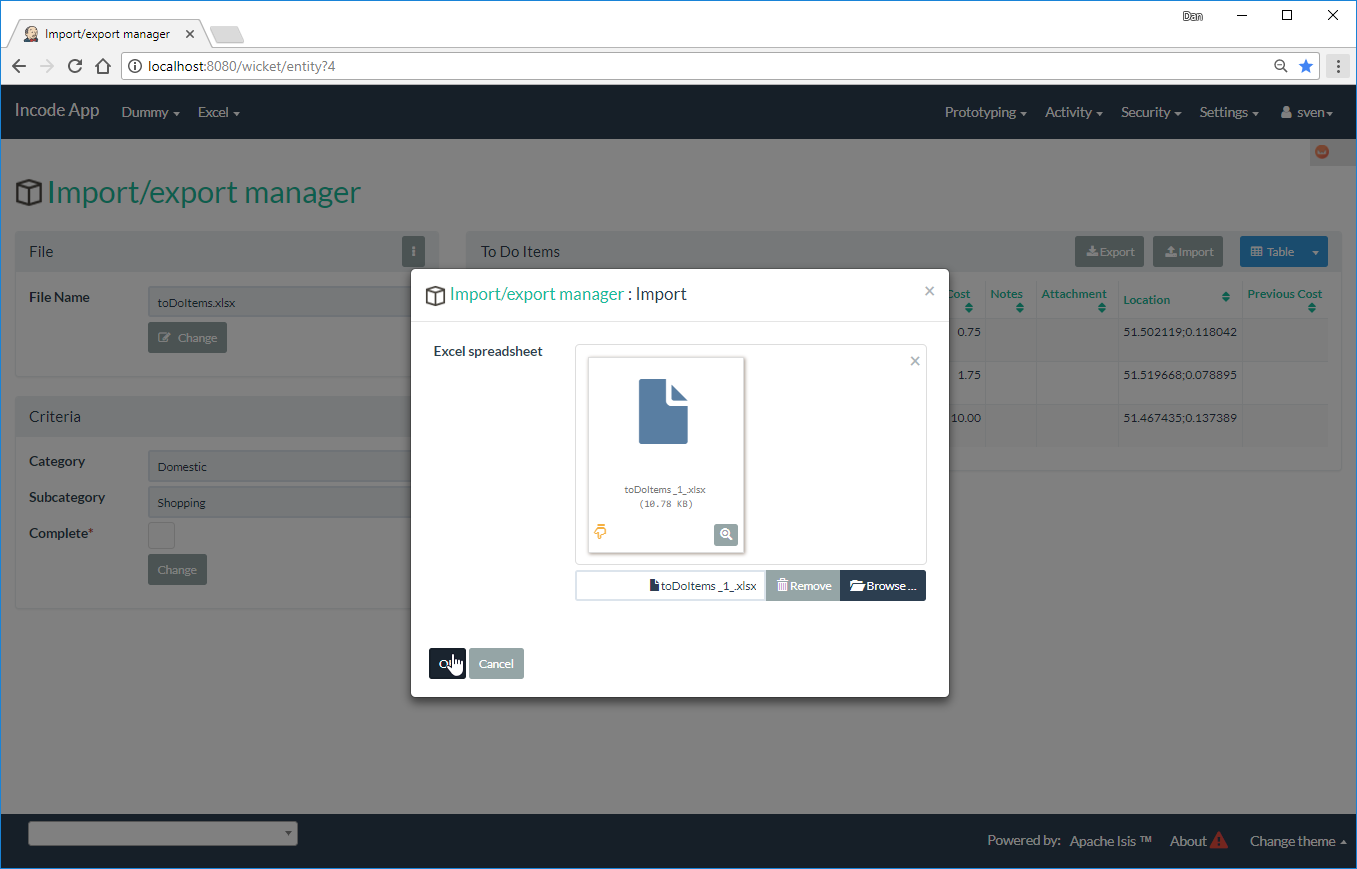 Dan
Import/export manager
localhost:8080/wicket/entity?4
Incode App Dummy Excel Prototyping Activity Security Settings sven
Import/export manager
File
File Name toDoItems.xlsx
Change
Criteria
Category Domestic
Subcategory Shopping
Complete*
Change
To Do Items Export Import Table
Cost Notes Attachment Location Previous Cost
0.75 51.502119;0.118042
1.75 51.519668;0.078895
10.00 51.467435;0.137389
Import/export manager : Import ×
Excel spreadsheet ×
toDoItems _1_.xlsx
(10.78 KB)
toDoItems _1_.xlsx Remove Browse ...
Cancel
Powered by: Apache Isis ™ About Change theme